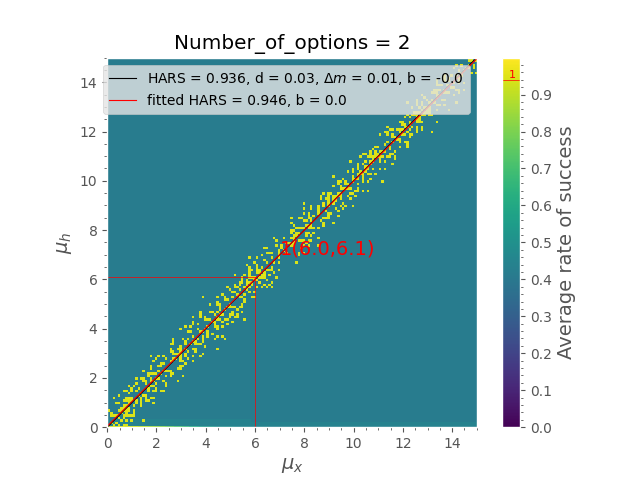 Number_of_options = 2
HARS = 0.936, d = 0.03, Δm = 0.01, b = -0.0
fitted HARS = 0.946, b = 0.0
14
12
10
8
6
4
2
0
μ_h
1(6.0,6.1)
0 2 4 6 8 10 12 14
μ_x
1
0.9
0.8
0.7
0.6
0.5
0.4
0.3
0.2
0.1
0.0
Average rate of success